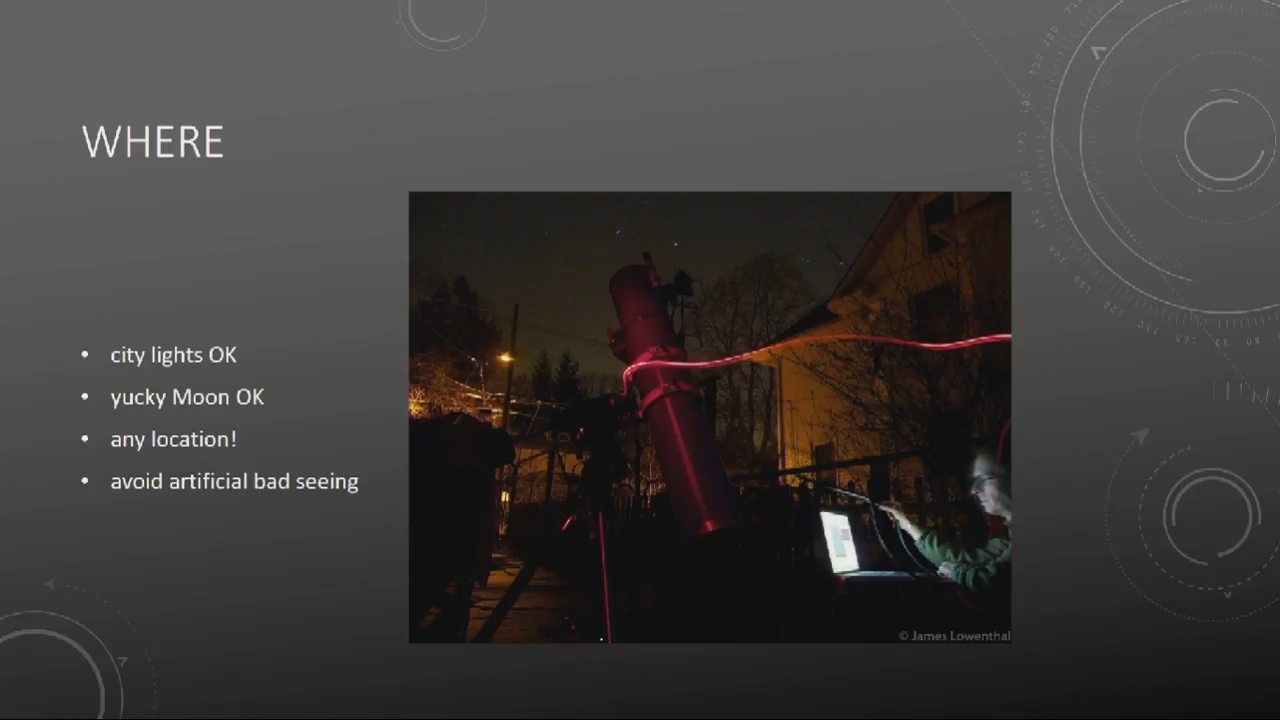 WHERE
• city lights OK
• yucky Moon OK
• any location!
• avoid artificial bad seeing
© James Lowenthal